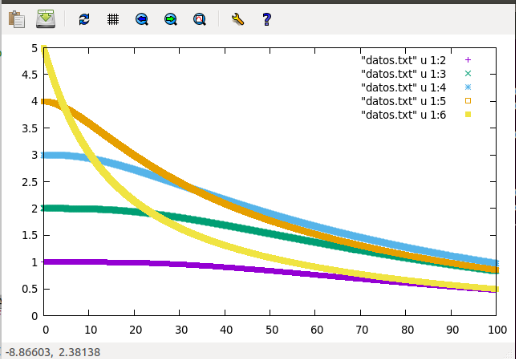 "datos.txt" u 1:2
"datos.txt" u 1:3
"datos.txt" u 1:4
"datos.txt" u 1:5
"datos.txt" u 1:6
5
4.5
4
3.5
3
2.5
2
1.5
1
0.5
0
0 10 20 30 40 50 60 70 80 90 100
-8.86603, 2.38138